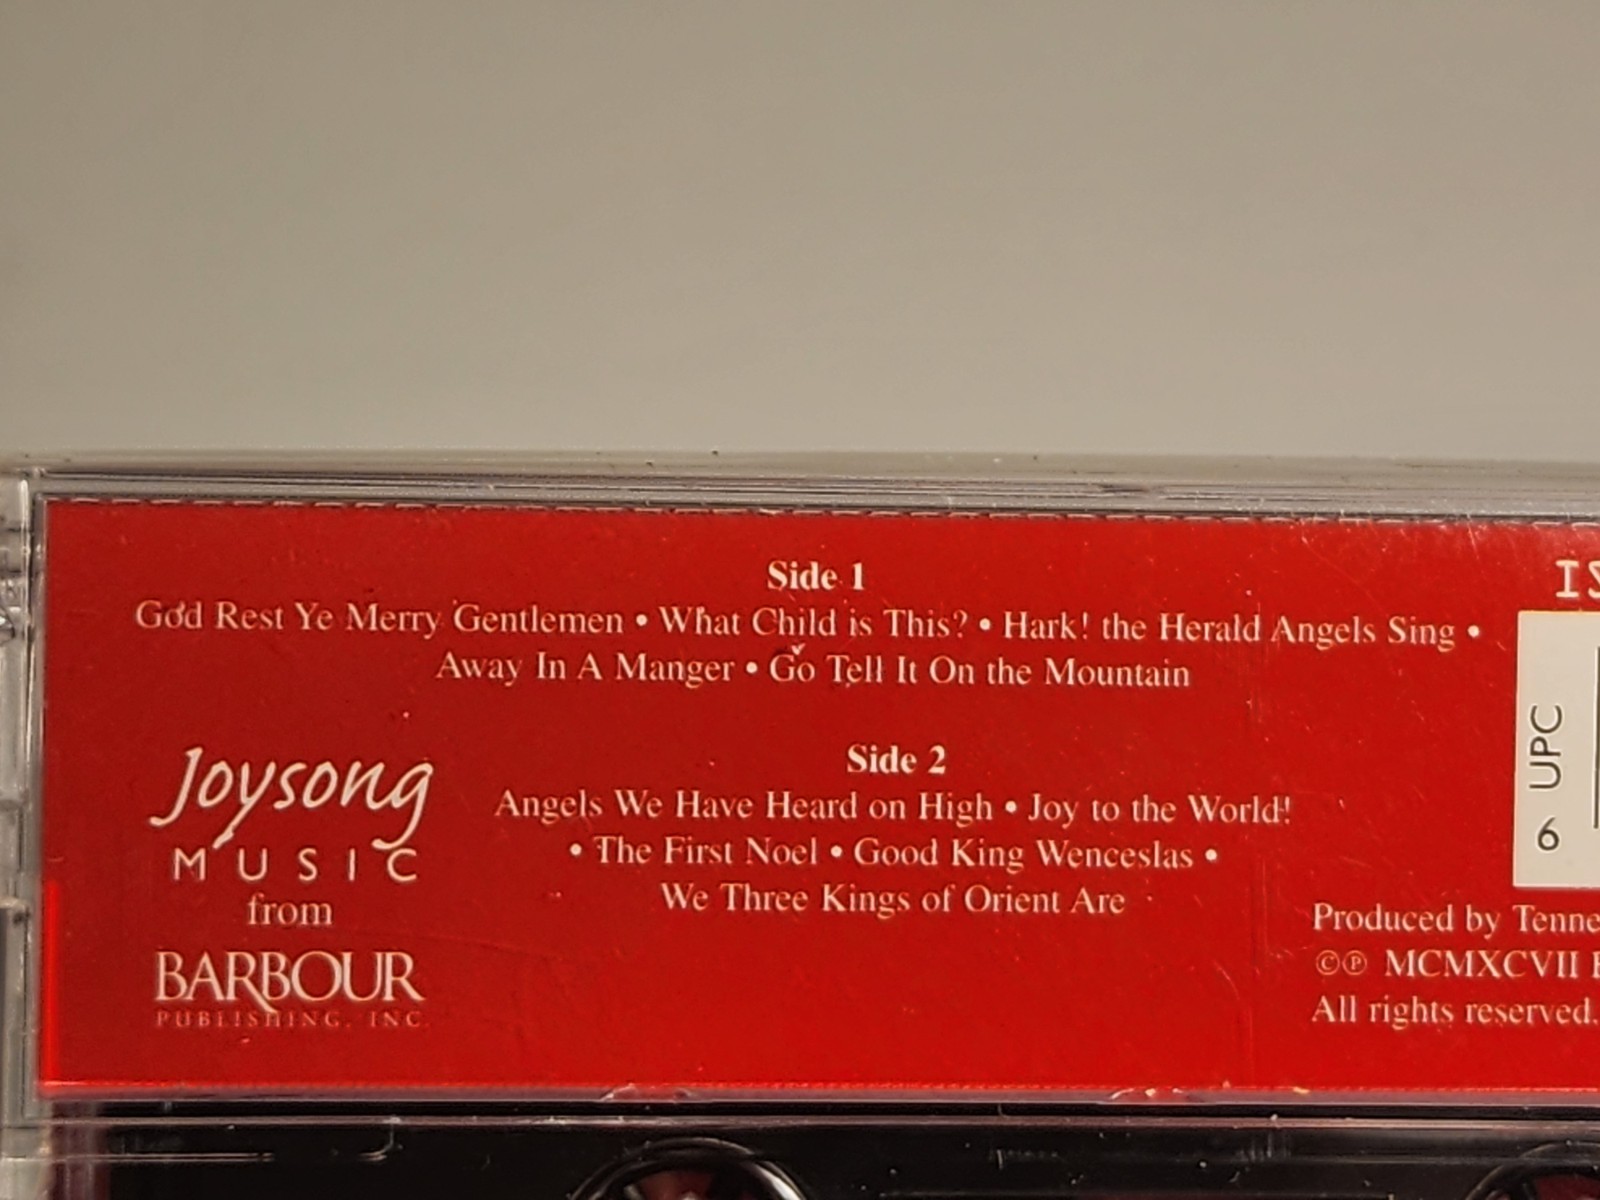 Side 1
God Rest Ye Merry Gentlemen • What Child is This? • Hark! the Herald Angels Sing •
Away In A Manger • Go Tell It On the Mountain
Side 2
Angels We Have Heard on High • Joy to the World!
• The First Noel • Good King Wenceslas •
We Three Kings of Orient Are
Joysong
MUSIC
from
BARBOUR
PUBLISHING, INC.
UPC
6
Produced by
©℗ MCMXCVII
All rights reserved.